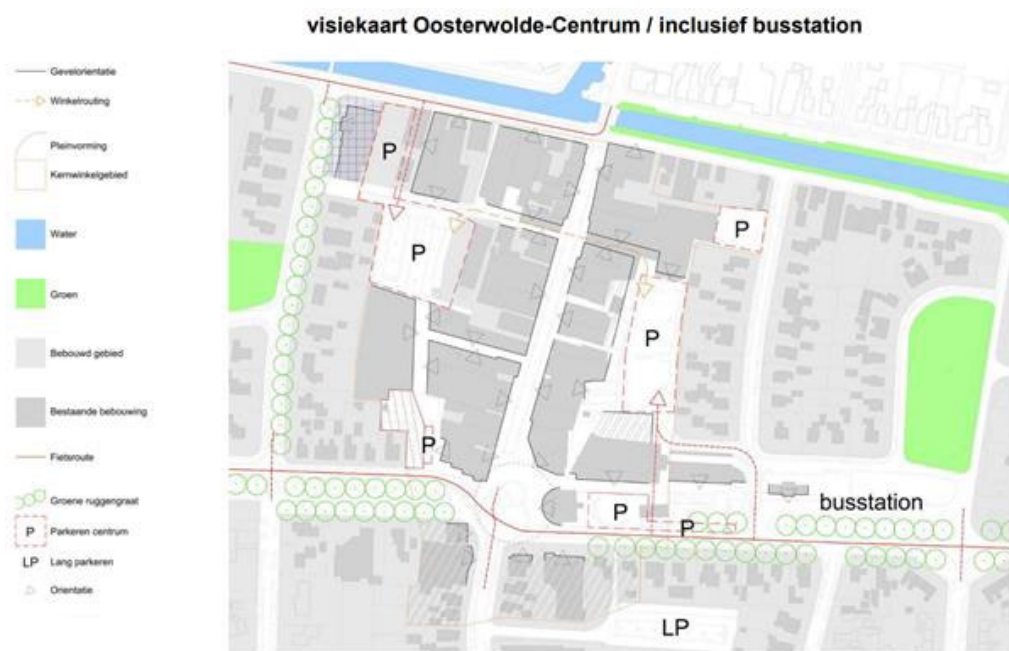 visiekaart Oosterwolde-Centrum / inclusief busstation
Gevelorientatie
Winkelrouting
Pleinvorming
Kernwinkelgebied
Water
Groen
Bebouwd gebied
Bestaande bebouwing
Fietsroute
Groene ruggengraat
P Parkeren centrum
LP Lang parkeren
Orientatie
P
P
P
P
P
P
P
busstation
LP